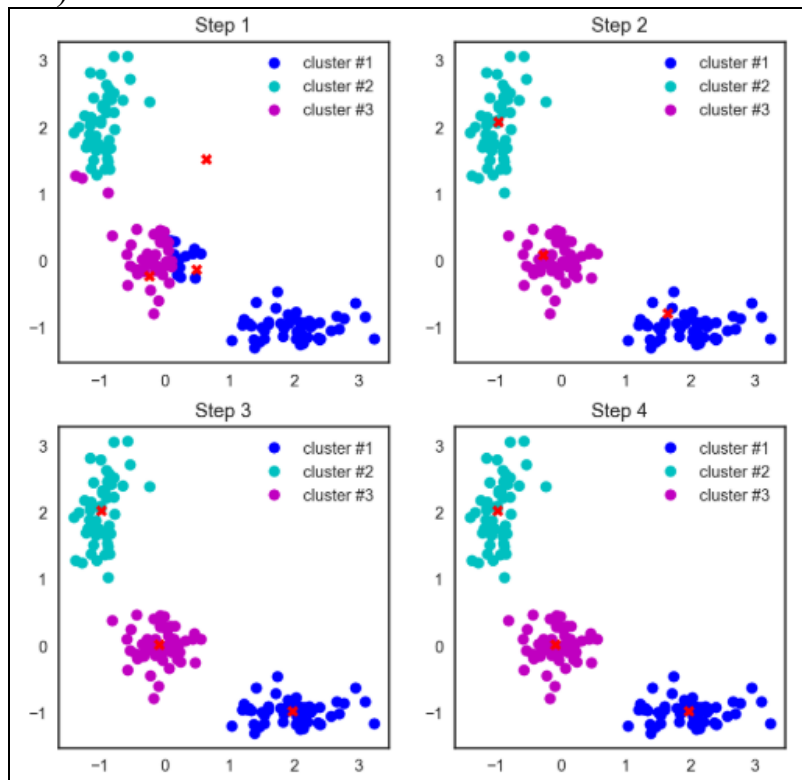 )
Step 1
cluster #1
cluster #2
cluster #3
3
2
1
0
−1
−1 0 1 2 3
Step 2
cluster #1
cluster #2
cluster #3
3
2
1
0
−1
−1 0 1 2 3
Step 3
cluster #1
cluster #2
cluster #3
3
2
1
0
−1
−1 0 1 2 3
Step 4
cluster #1
cluster #2
cluster #3
3
2
1
0
−1
−1 0 1 2 3